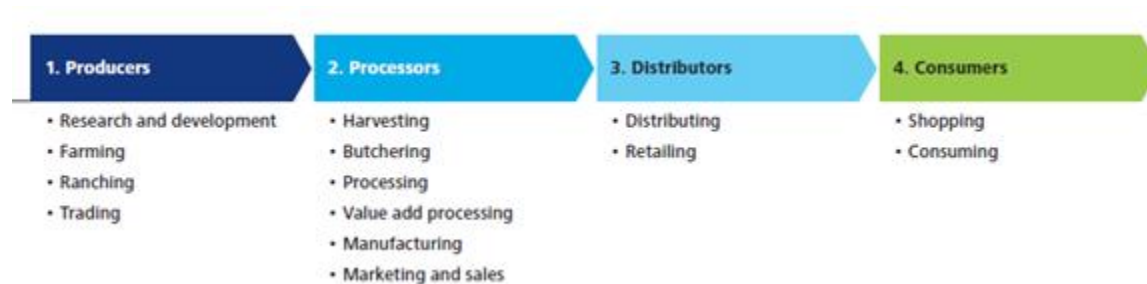 1. Producers
• Research and development
• Farming
• Ranching
• Trading
2. Processors
• Harvesting
• Butchering
• Processing
• Value add processing
• Manufacturing
• Marketing and sales
3. Distributors
• Distributing
• Retailing
4. Consumers
• Shopping
• Consuming